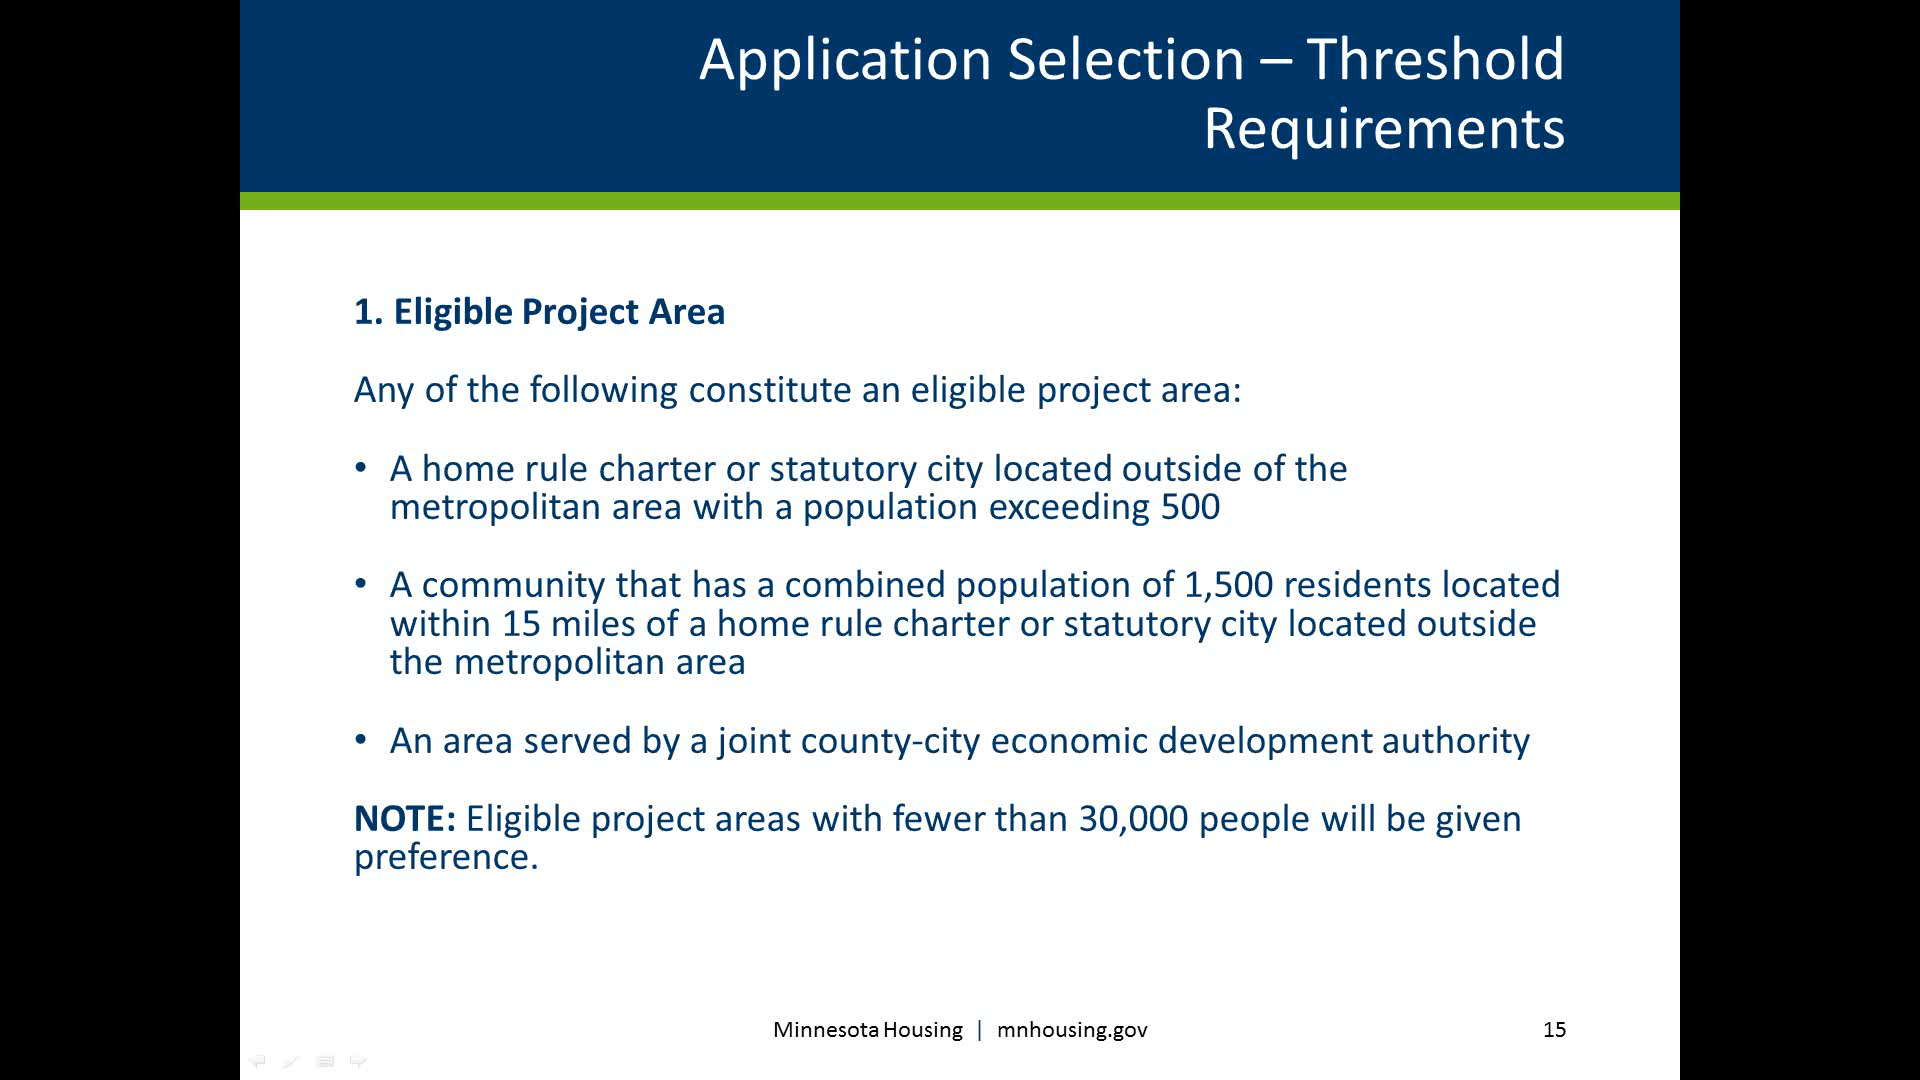 Application Selection – Threshold
Requirements
1. Eligible Project Area
Any of the following constitute an eligible project area:
• A home rule charter or statutory city located outside of the
metropolitan area with a population exceeding 500
• A community that has a combined population of 1,500 residents located
within 15 miles of a home rule charter or statutory city located outside
the metropolitan area
• An area served by a joint county-city economic development authority
NOTE: Eligible project areas with fewer than 30,000 people will be given
preference.
Minnesota Housing | mnhousing.gov
15